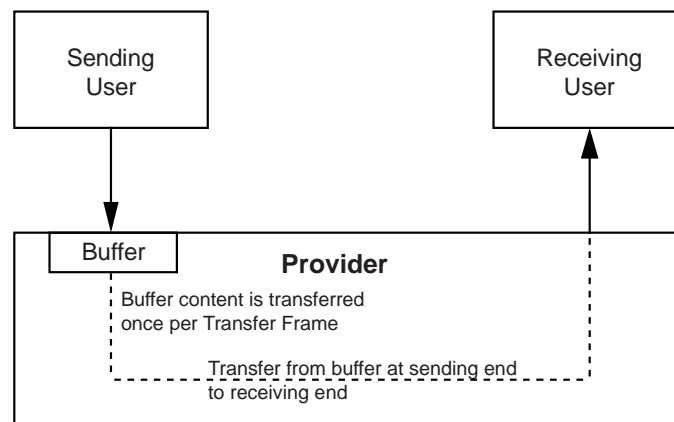 Sending
User
Receiving
User
Buffer
Provider
Buffer content is transferred
once per Transfer Frame
Transfer from buffer at sending end
to receiving end